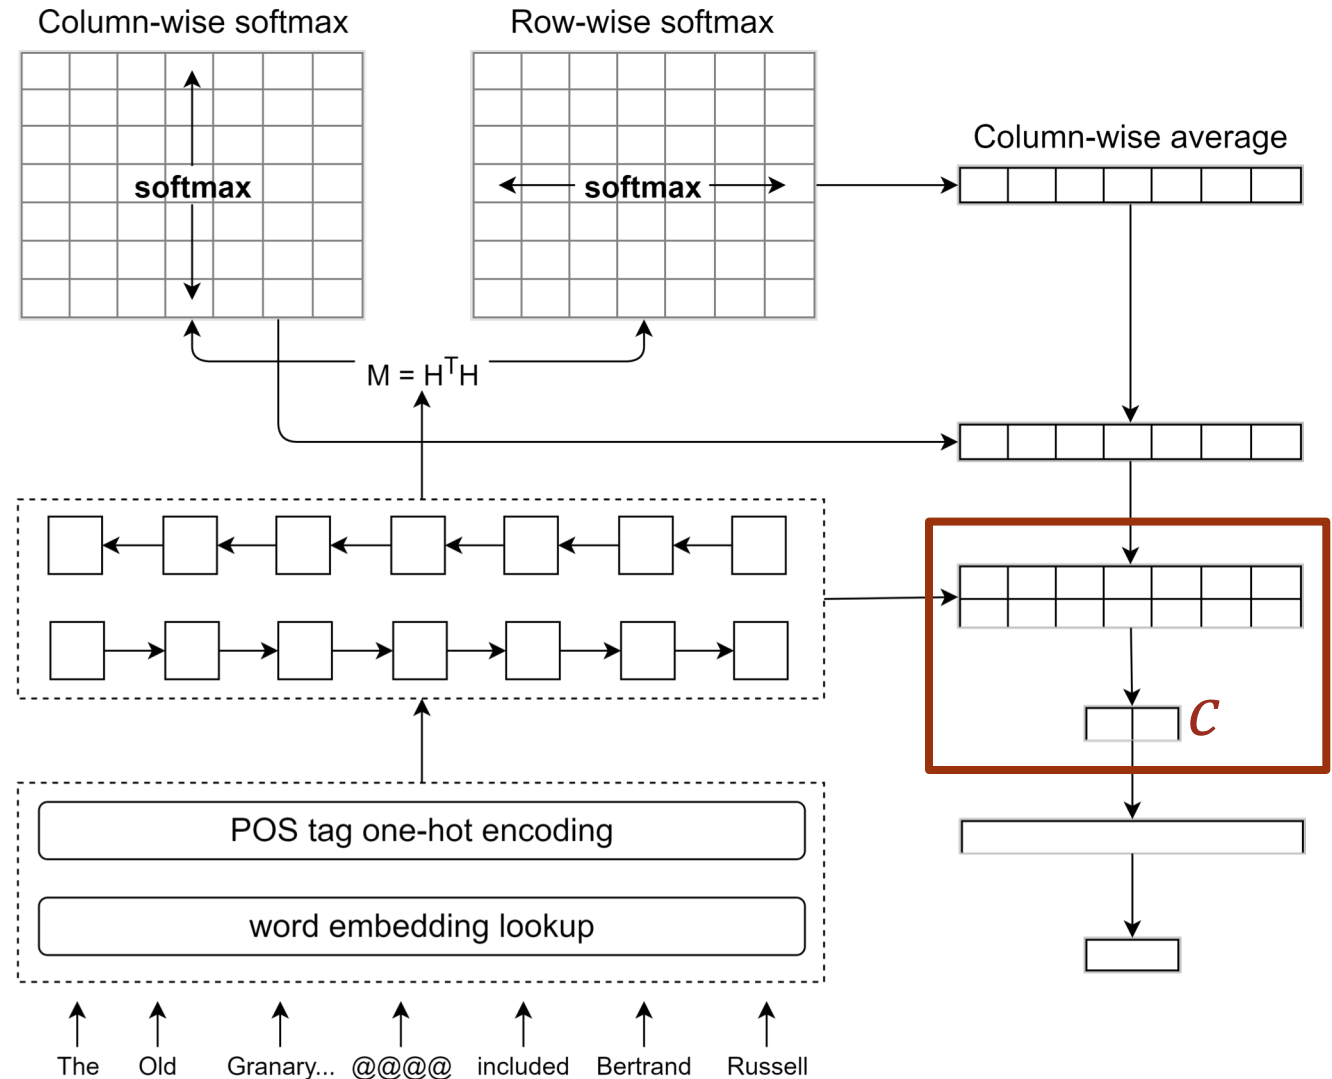 Column-wise softmax
Row-wise softmax
Column-wise average
softmax
softmax
M = HᵀH
C
POS tag one-hot encoding
word embedding lookup
The Old Granary... @@@@ included Bertrand Russell